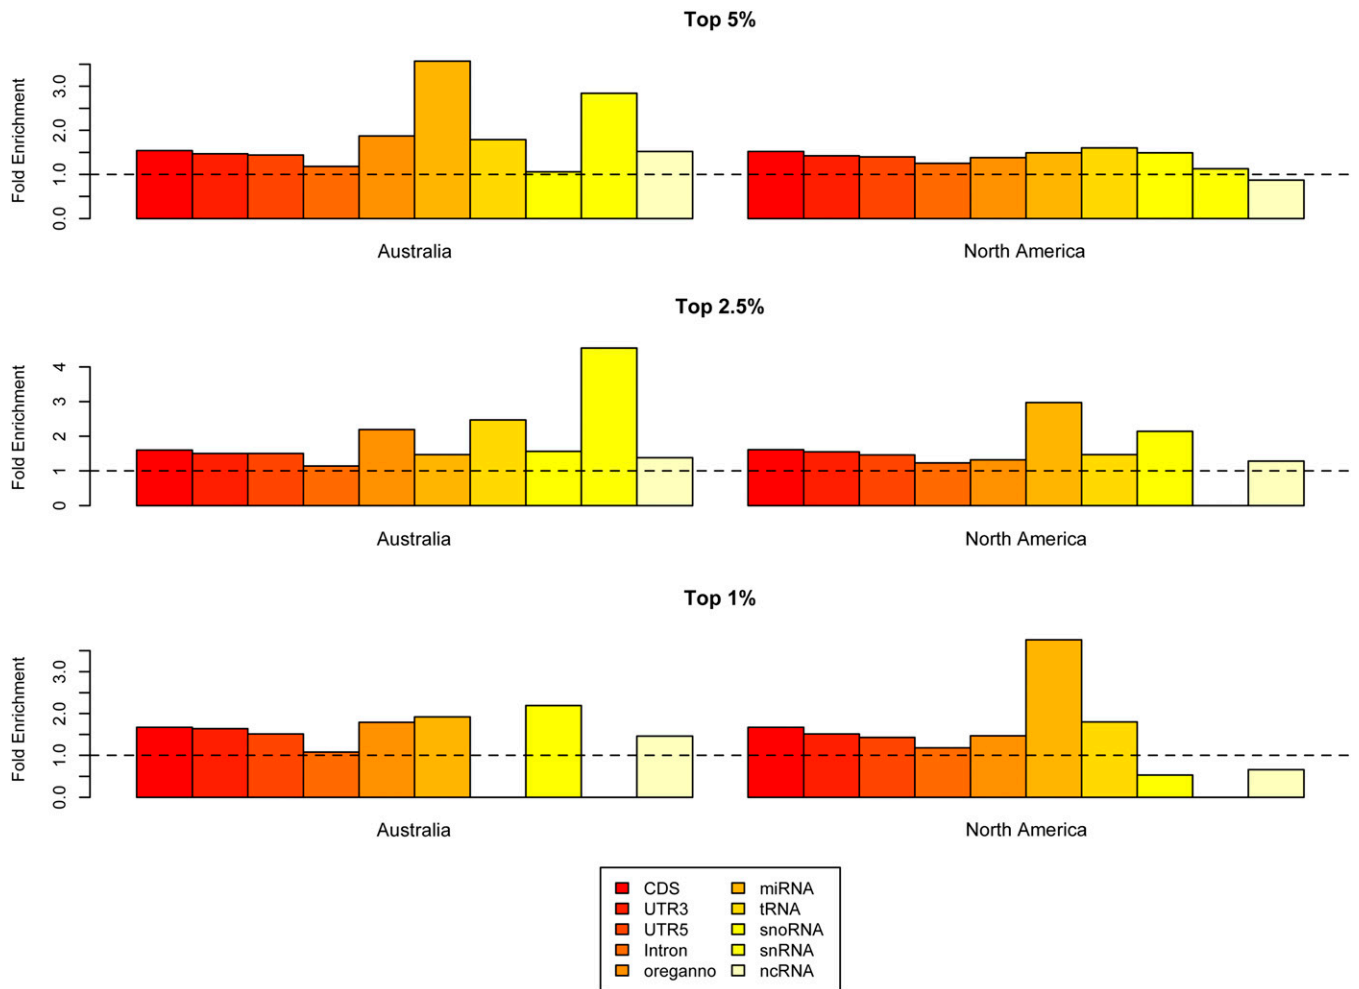 Top 5%
Fold Enrichment
0.0 1.0 2.0 3.0
Australia North America
Top 2.5%
Fold Enrichment
0 1 2 3 4
Australia North America
Top 1%
Fold Enrichment
0.0 1.0 2.0 3.0
Australia North America
CDS miRNA
UTR3 tRNA
UTR5 snoRNA
Intron snRNA
oreganno ncRNA